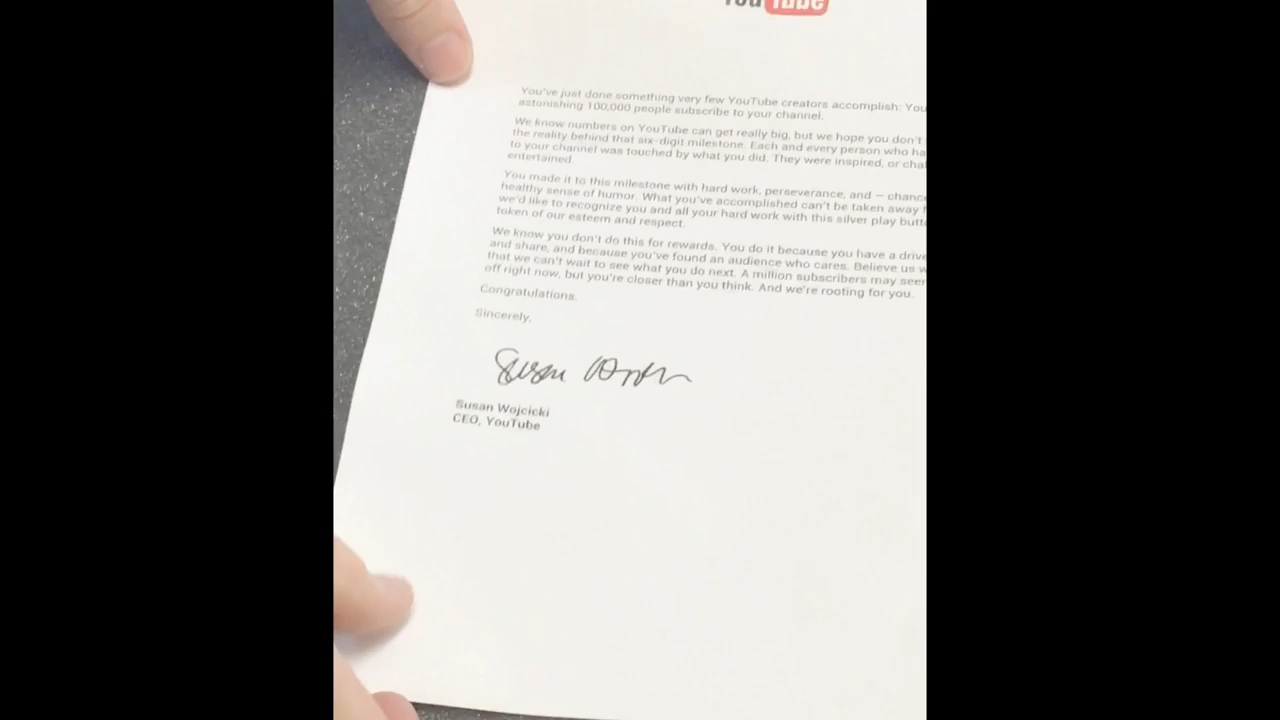 YouTube
You've just done something very few YouTube creators accomplish: You
astonishing 100,000 people subscribe to your channel.
We know numbers on YouTube can get really big, but we hope you don't
the reality behind that six-digit milestone. Each and every person who ha
to your channel was touched by what you did. They were inspired, or chal
entertained.
You made it to this milestone with hard work, perseverance, and – chance
healthy sense of humor. What you've accomplished can't be taken away f
we'd like to recognize you and all your hard work with this silver play butt
token of our esteem and respect.
We know you don't do this for rewards. You do it because you have a drive
and share, and because you've found an audience who cares. Believe us w
that we can't wait to see what you do next. A million subscribers may seem
off right now, but you're closer than you think. And we're rooting for you.
Congratulations.
Sincerely,
Susan Wojcicki
CEO, YouTube